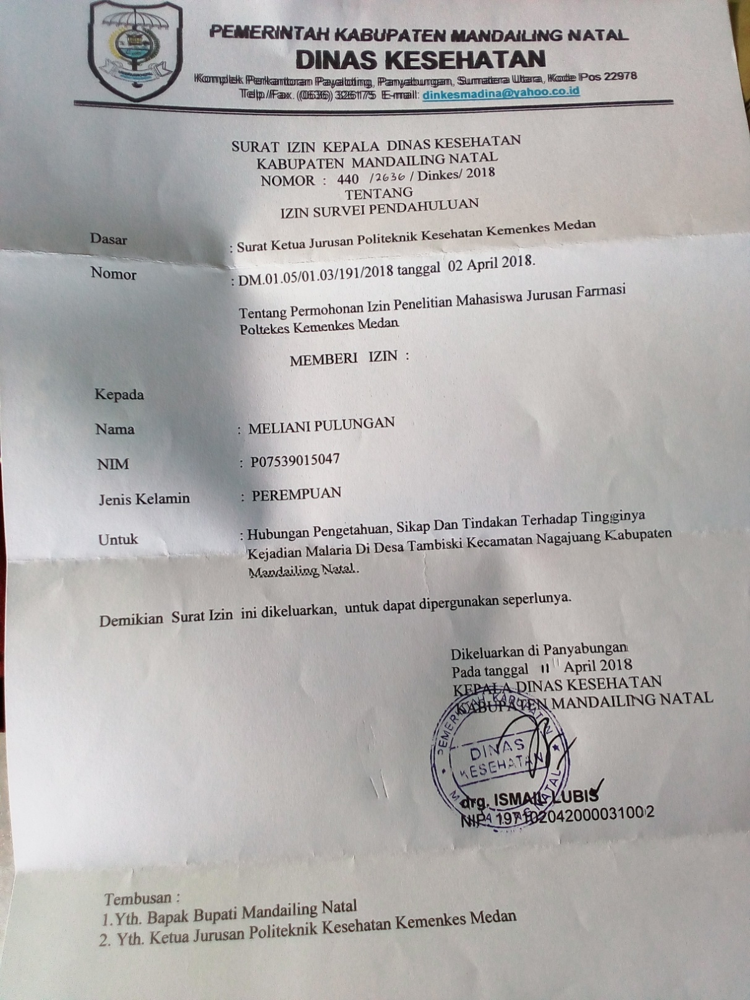 PEMERINTAH KABUPATEN MANDAILING NATAL
DINAS KESEHATAN
Komplek Perkantoran Payaloting, Panyabungan, Sumatera Utara, Kode Pos 22978
Telp/Fax. (0636) 326175 E-mail: dinkesmadina@yahoo.co.id
SURAT IZIN KEPALA DINAS KESEHATAN
KABUPATEN MANDAILING NATAL
NOMOR : 440 /2636 / Dinkes/ 2018
TENTANG
IZIN SURVEI PENDAHULUAN
Dasar : Surat Ketua Jurusan Politeknik Kesehatan Kemenkes Medan
Nomor : DM.01.05/01.03/191/2018 tanggal 02 April 2018.
Tentang Permohonan Izin Penelitian Mahasiswa Jurusan Farmasi
Poltekes Kemenkes Medan
MEMBERI IZIN :
Kepada
Nama : MELIANI PULUNGAN
NIM : P07539015047
Jenis Kelamin : PEREMPUAN
Untuk : Hubungan Pengetahuan, Sikap Dan Tindakan Terhadap Tingginya
Kejadian Malaria Di Desa Tambiski Kecamatan Nagajuang Kabupaten
Mandailing Natal.
Demikian Surat Izin ini dikeluarkan, untuk dapat dipergunakan seperlunya.
Dikeluarkan di Panyabungan
Pada tanggal 11 April 2018
KEPALA DINAS KESEHATAN
KABUPATEN MANDAILING NATAL
PEMERINTAH KABUPATEN
DINAS
KESEHATAN
drg. ISMAIL LUBIS
NIP. 197102042000031002
Tembusan :
1.Yth. Bapak Bupati Mandailing Natal
2. Yth. Ketua Jurusan Politeknik Kesehatan Kemenkes Medan